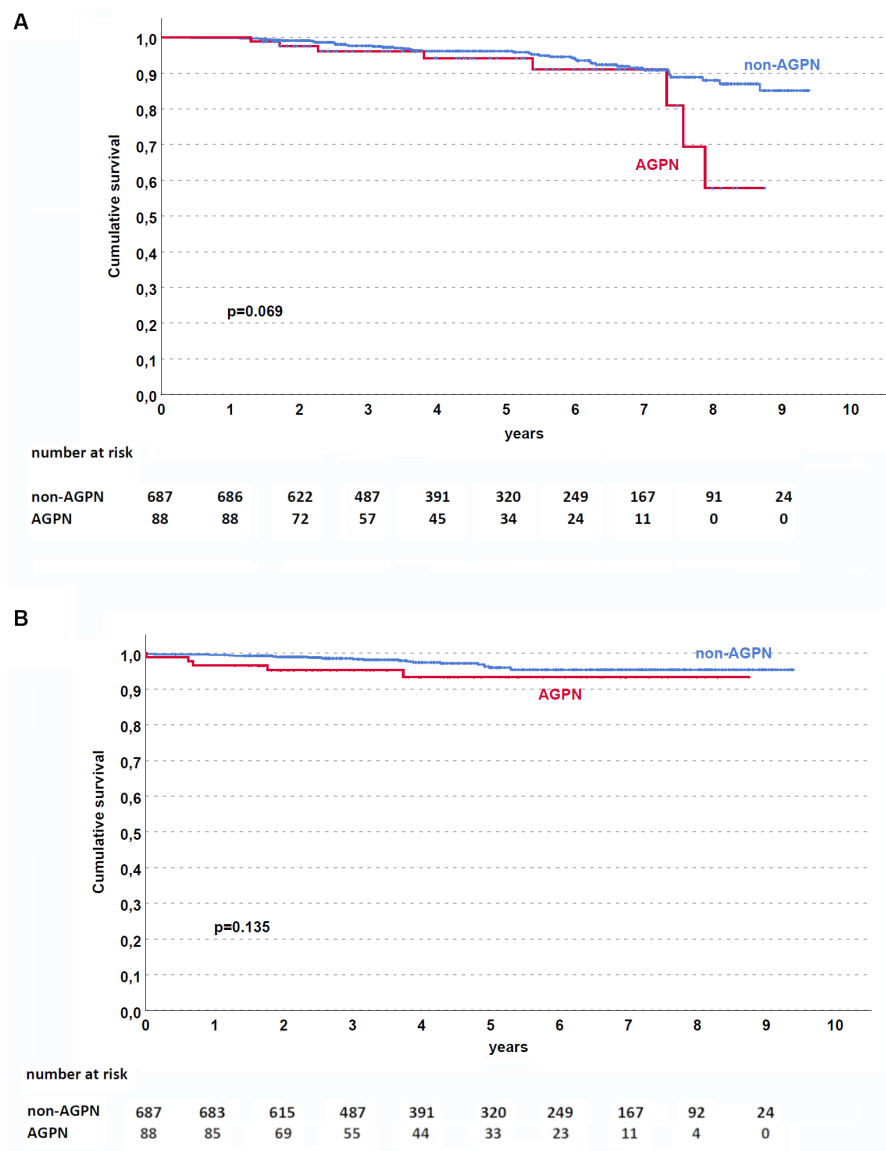 A
1,0
0,9
0,8
0,7
0,6
0,5
0,4
0,3
0,2
0,1
0,0
Cumulative survival
non-AGPN
AGPN
p=0.069
0 1 2 3 4 5 6 7 8 9 10
years
number at risk
non-AGPN 687 686 622 487 391 320 249 167 91 24
AGPN 88 88 72 57 45 34 24 11 0 0
B
1,0
0,9
0,8
0,7
0,6
0,5
0,4
0,3
0,2
0,1
0,0
Cumulative survival
non-AGPN
AGPN
p=0.135
0 1 2 3 4 5 6 7 8 9 10
years
number at risk
non-AGPN 687 683 615 487 391 320 249 167 92 24
AGPN 88 85 69 55 44 33 23 11 4 0